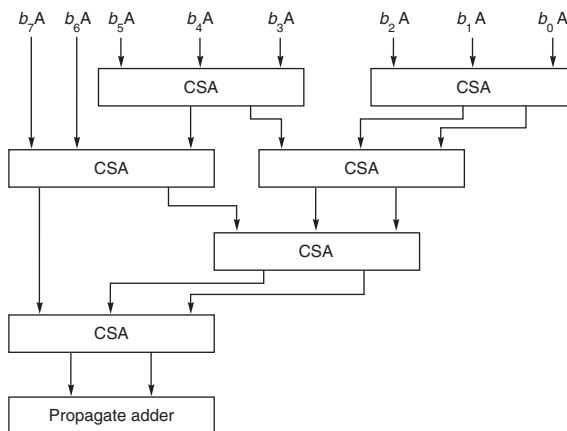 b7A b6A b5A b4A b3A b2A b1A b0A
CSA CSA
CSA CSA
CSA
CSA
Propagate adder